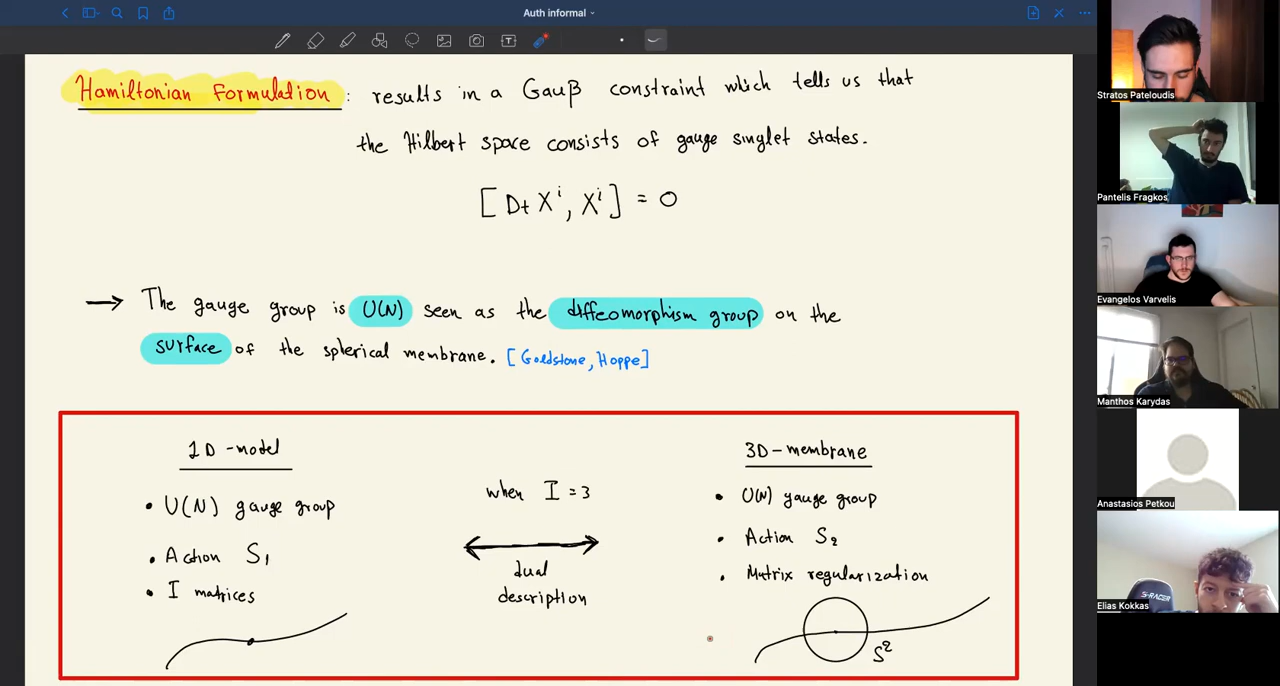 Auth informal
Hamiltonian Formulation : results in a Gauβ constraint which tells us that
the Hilbert space consists of gauge singlet states.
[ Dt X^i, X^i ] = 0
→ The gauge group is U(N) seen as the diffeomorphism group on the
surface of the spherical membrane. [Goldstone, Hoppe]
1D-model
• U(N) gauge group
• Action S₁
• I matrices
when I = 3
dual
description
3D-membrane
• U(N) gauge group
• Action S₂
• Matrix regularization
S²
Stratos Pateloudis
Pantelis Fragkos
Evangelos Varvelis
Manthos Karydas
Anastasios Petkou
S-RACER
Elias Kokkas